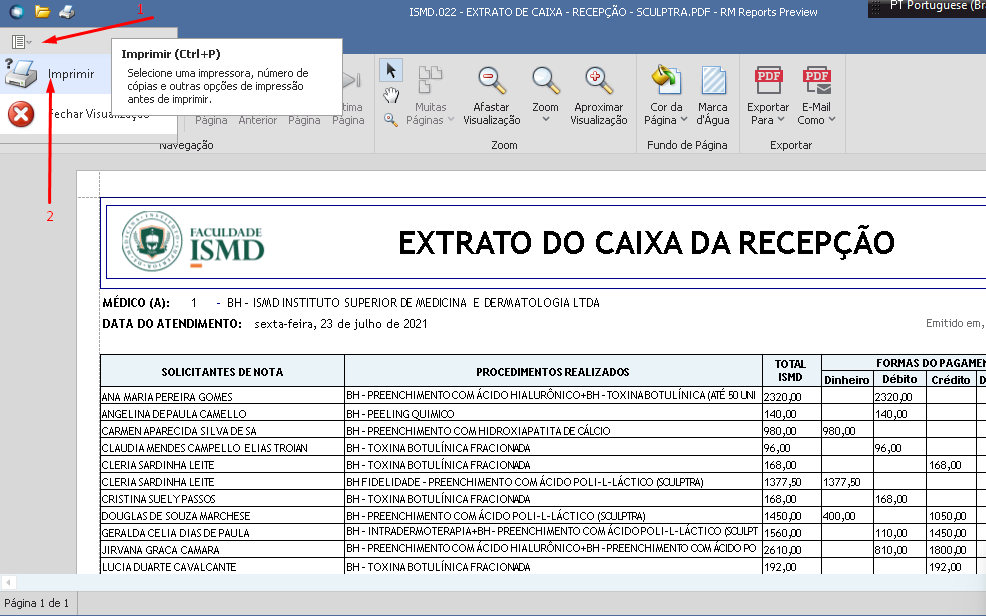 1
ISMD.022 - EXTRATO DE CAIXA - RECEPÇÃO - SCULPTRA.PDF - RM Reports Preview
PT Portuguese (Br
Imprimir
Fechar Visualização
Imprimir (Ctrl+P)
Selecione uma impressora, número de
cópias e outras opções de impressão
antes de imprimir.
2
Página
Anterior
Página
Página
Navegação
Muitas
Páginas
Afastar
Visualização
Zoom
Aproximar
Visualização
Zoom
Cor da
Página
Marca
d'Água
Fundo de Página
PDF
Exportar
Para
PDF
E-Mail
Como
Exportar
FACULDADE
ISMD
EXTRATO DO CAIXA DA RECEPÇÃO
MÉDICO (A): 1 - BH - ISMD INSTITUTO SUPERIOR DE MEDICINA E DERMATOLOGIA LTDA
DATA DO ATENDIMENTO: sexta-feira, 23 de julho de 2021
Emitido em,
SOLICITANTES DE NOTA PROCEDIMENTOS REALIZADOS TOTAL ISMD FORMAS DO PAGAMEN
Dinheiro Débito Crédito D
ANA MARIA PEREIRA GOMES BH - PREENCHIMENTO COM ÁCIDO HIALURÔNICO+BH - TOXINA BOTULÍNICA (ATÉ 50 UNI 2320,00 2320,00
ANGELINA DE PAULA CAMELLO BH - PEELING QUIMICO 140,00 140,00
CARMEN APARECIDA SILVA DE SA BH - PREENCHIMENTO COM HIDROXIAPATITA DE CÁLCIO 980,00 980,00
CLAUDIA MENDES CAMPELLO ELIAS TROIAN BH - TOXINA BOTULÍNICA FRACIONADA 96,00 96,00
CLERIA SARDINHA LEITE BH - TOXINA BOTULÍNICA FRACIONADA 168,00 168,00
CLERIA SARDINHA LEITE BH FIDELIDADE - PREENCHIMENTO COM ÁCIDO POLI-L-LÁCTICO (SCULPTRA) 1377,50 1377,50
CRISTINA SUELY PASSOS BH - TOXINA BOTULÍNICA FRACIONADA 168,00 168,00
DOUGLAS DE SOUZA MARCHESE BH - PREENCHIMENTO COM ÁCIDO POLI-L-LÁCTICO (SCULPTRA) 1450,00 400,00 1050,00
GERALDA CELIA DIAS DE PAULA BH - INTRADERMOTERAPIA+BH - PREENCHIMENTO COM ÁCIDO POLI-L-LÁCTICO (SCULPT 1560,00 110,00 1450,00
JIRVANA GRACA CAMARA BH - PREENCHIMENTO COM ÁCIDO HIALURÔNICO+BH - PREENCHIMENTO COM ÁCIDO PO 2610,00 810,00 1800,00
LUCIA DUARTE CAVALCANTE BH - TOXINA BOTULÍNICA FRACIONADA 192,00 192,00
Página 1 de 1